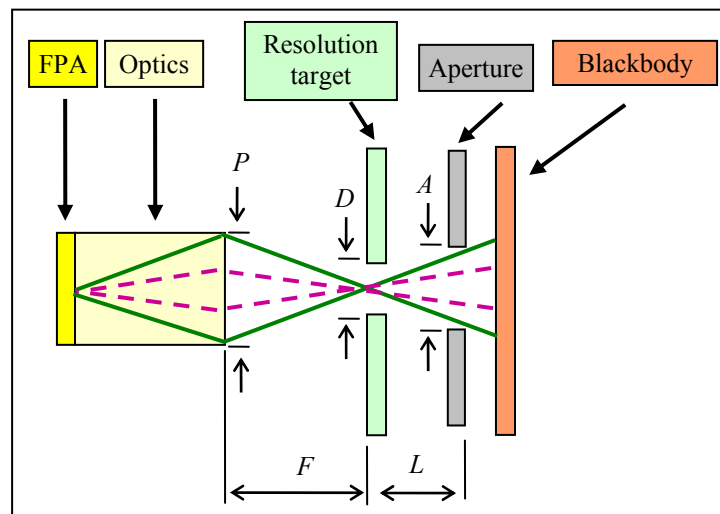 FPA
Optics
Resolution
target
Aperture
Blackbody
P
D
A
F
L